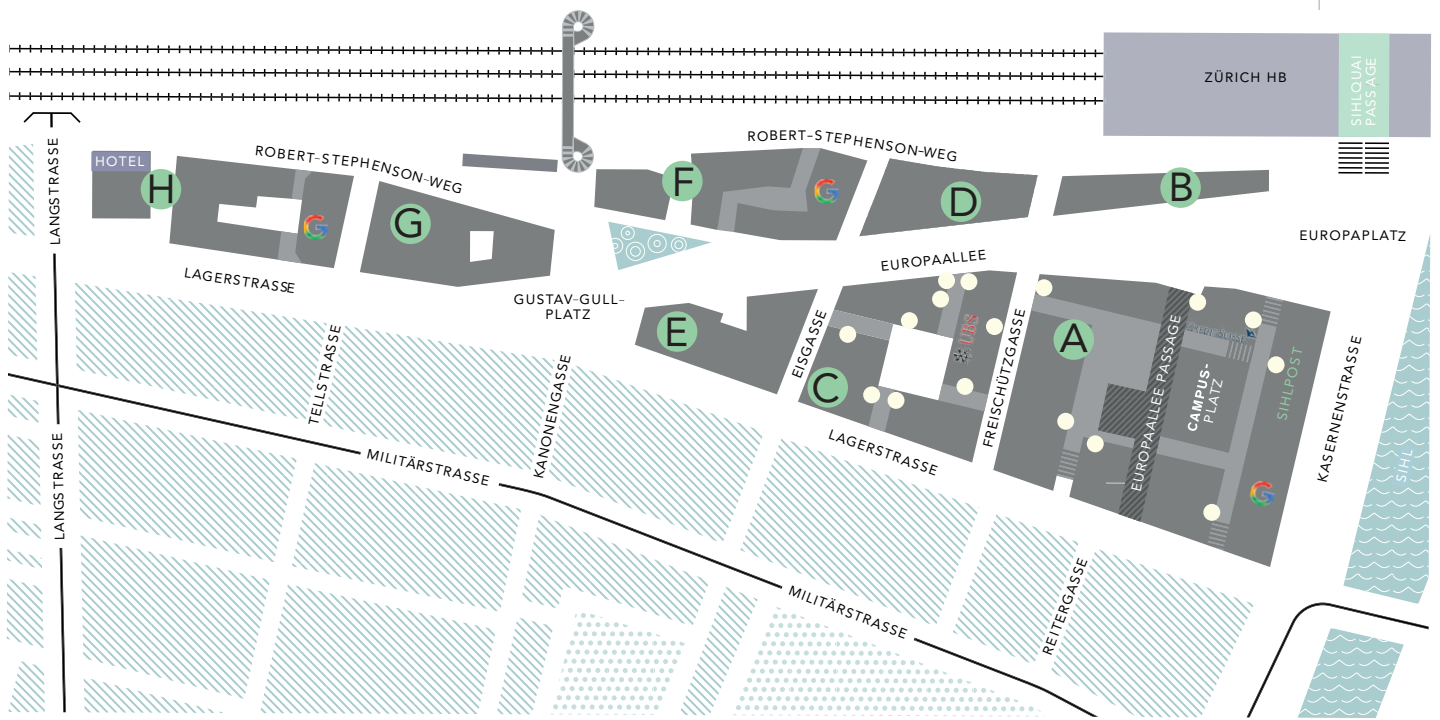 ZÜRICH HB
SIHLQUAI
PASSAGE
LANGSTRASSE
HOTEL
H
ROBERT-STEPHENSON-WEG
G
G
LAGERSTRASSE
GUSTAV-GULL-
PLATZ
F
ROBERT-STEPHENSON-WEG
G
D
B
EUROPAPLATZ
EUROPAALLEE
E
EISGASSE
C
UBS
FREISCHÜTZGASSE
A
EUROPAALLEE PASSAGE
CAMPUS-
PLATZ
SIHLPOST
G
KASERNENSTRASSE
SIHL
LAGERSTRASSE
TELLSTRASSE
KANONENGASSE
LANGSTRASSE
MILITÄRSTRASSE
MILITÄRSTRASSE
REITERGASSE